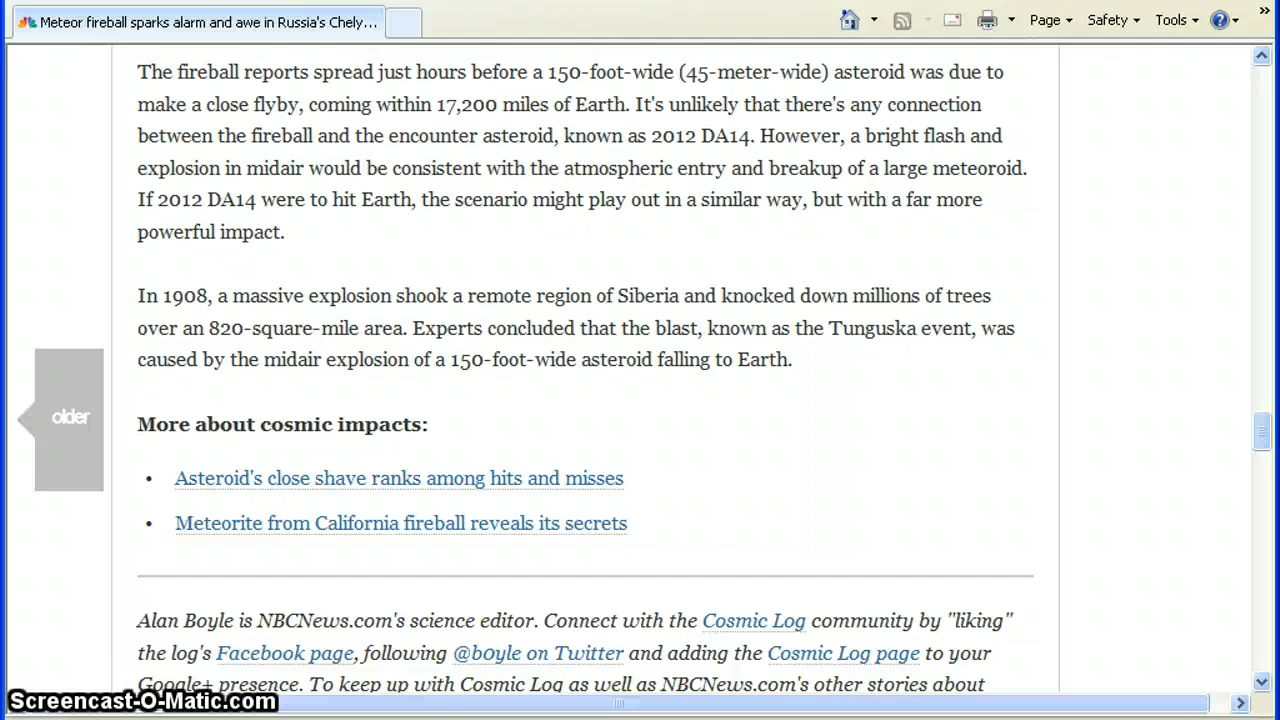 Meteor fireball sparks alarm and awe in Russia's Chely...
Page Safety Tools
The fireball reports spread just hours before a 150-foot-wide (45-meter-wide) asteroid was due to
make a close flyby, coming within 17,200 miles of Earth. It's unlikely that there's any connection
between the fireball and the encounter asteroid, known as 2012 DA14. However, a bright flash and
explosion in midair would be consistent with the atmospheric entry and breakup of a large meteoroid.
If 2012 DA14 were to hit Earth, the scenario might play out in a similar way, but with a far more
powerful impact.
In 1908, a massive explosion shook a remote region of Siberia and knocked down millions of trees
over an 820-square-mile area. Experts concluded that the blast, known as the Tunguska event, was
caused by the midair explosion of a 150-foot-wide asteroid falling to Earth.
older
More about cosmic impacts:
• Asteroid's close shave ranks among hits and misses
• Meteorite from California fireball reveals its secrets
Alan Boyle is NBCNews.com's science editor. Connect with the Cosmic Log community by "liking"
the log's Facebook page, following @b0yle on Twitter and adding the Cosmic Log page to your
Google+ presence. To keep up with Cosmic Log as well as NBCNews.com's other stories about
Screencast-O-Matic.com